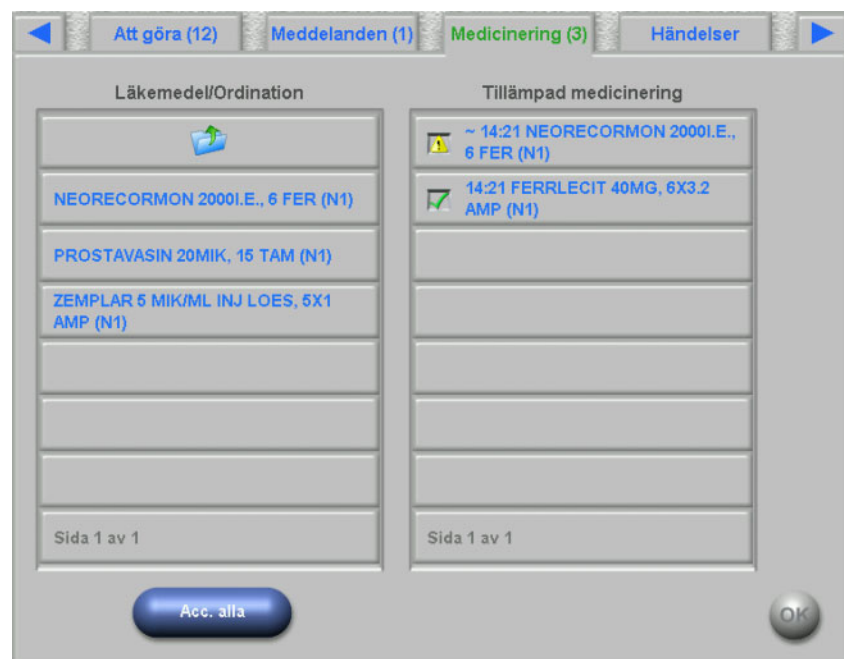 Att göra (12)
Meddelanden (1)
Medicinering (3)
Händelser
Läkemedel/Ordination
NEORECORMON 2000I.E., 6 FER (N1)
PROSTAVASIN 20MIK, 15 TAM (N1)
ZEMPLAR 5 MIK/ML INJ LOES, 5X1
AMP (N1)
Sida 1 av 1
Tillämpad medicinering
~ 14:21 NEORECORMON 2000I.E.,
6 FER (N1)
14:21 FERRLECIT 40MG, 6X3.2
AMP (N1)
Sida 1 av 1
Acc. alla
OK